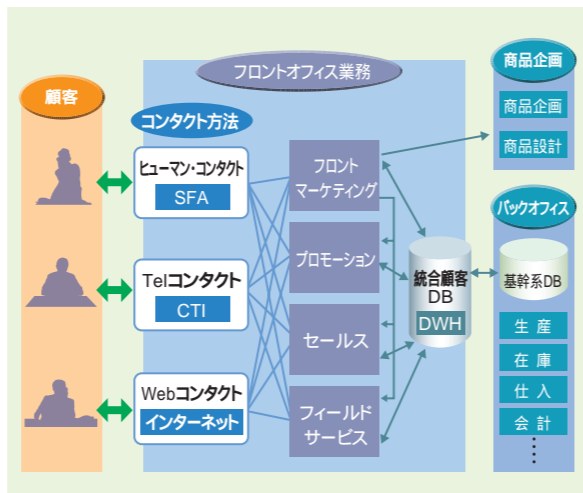 フロントオフィス業務
顧客
コンタクト方法
ヒューマン・コンタクト
SFA
Telコンタクト
CTI
Webコンタクト
インターネット
フロント
マーケティング
プロモーション
セールス
フィールド
サービス
統合顧客
DB
DWH
商品企画
商品企画
商品設計
バックオフィス
基幹系DB
生産
在庫
仕入
会計